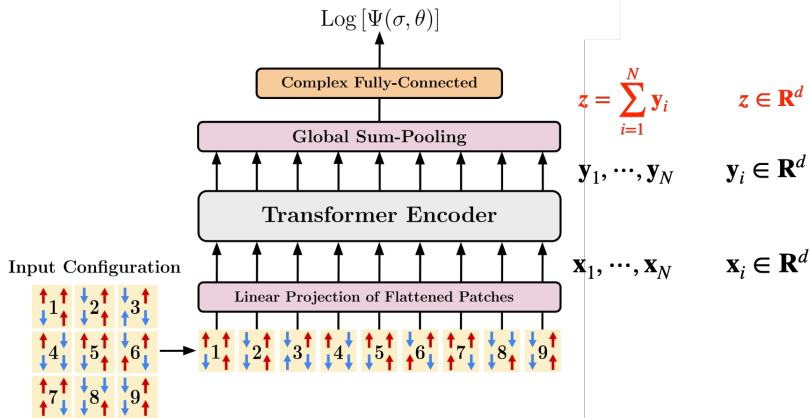 Log [Ψ(σ, θ)]
Complex Fully-Connected
z = ∑_{i=1}^{N} y_i    z ∈ R^d
Global Sum-Pooling
y_1, ⋯, y_N    y_i ∈ R^d
Transformer Encoder
Input Configuration
x_1, ⋯, x_N    x_i ∈ R^d
Linear Projection of Flattened Patches
1 2 3
4 5 6
7 8 9
1 2 3 4 5 6 7 8 9